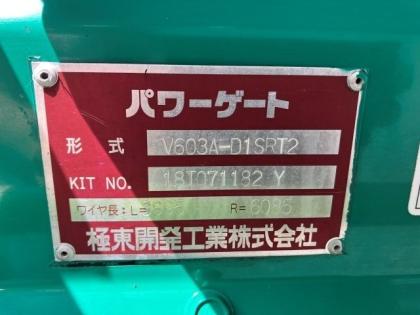 パワーゲート
形式 V603A-D1SRT2
KIT NO. 18T071182 Y
ワイヤ長:L= R=6085
極東開発工業株式会社